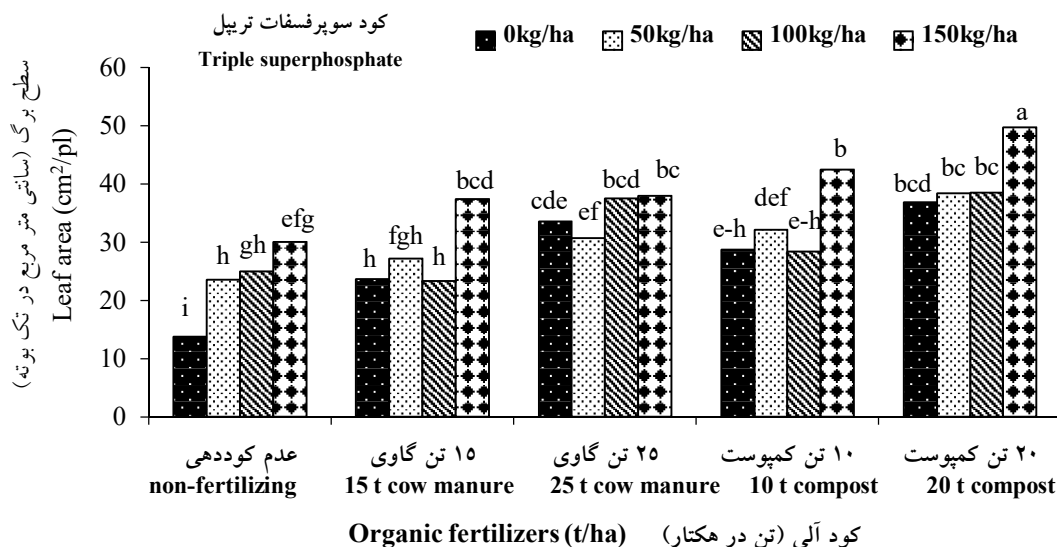 کود سوپرفسفات تریپل
Triple superphosphate
0kg/ha 50kg/ha 100kg/ha 150kg/ha
سطح برگ (سانتی متر مربع در تک بوته)
Leaf area (cm²/pl)
60
50
40
30
20
10
0
i h gh efg
h fgh h bcd
cde ef bcd bc
e-h def e-h b
bcd bc bc a
عدم کوددهی
non-fertilizing
۱۵ تن گاوی
15 t cow manure
۲۵ تن گاوی
25 t cow manure
۱۰ تن کمپوست
10 t compost
۲۰ تن کمپوست
20 t compost
Organic fertilizers (t/ha) کود آلی (تن در هکتار)